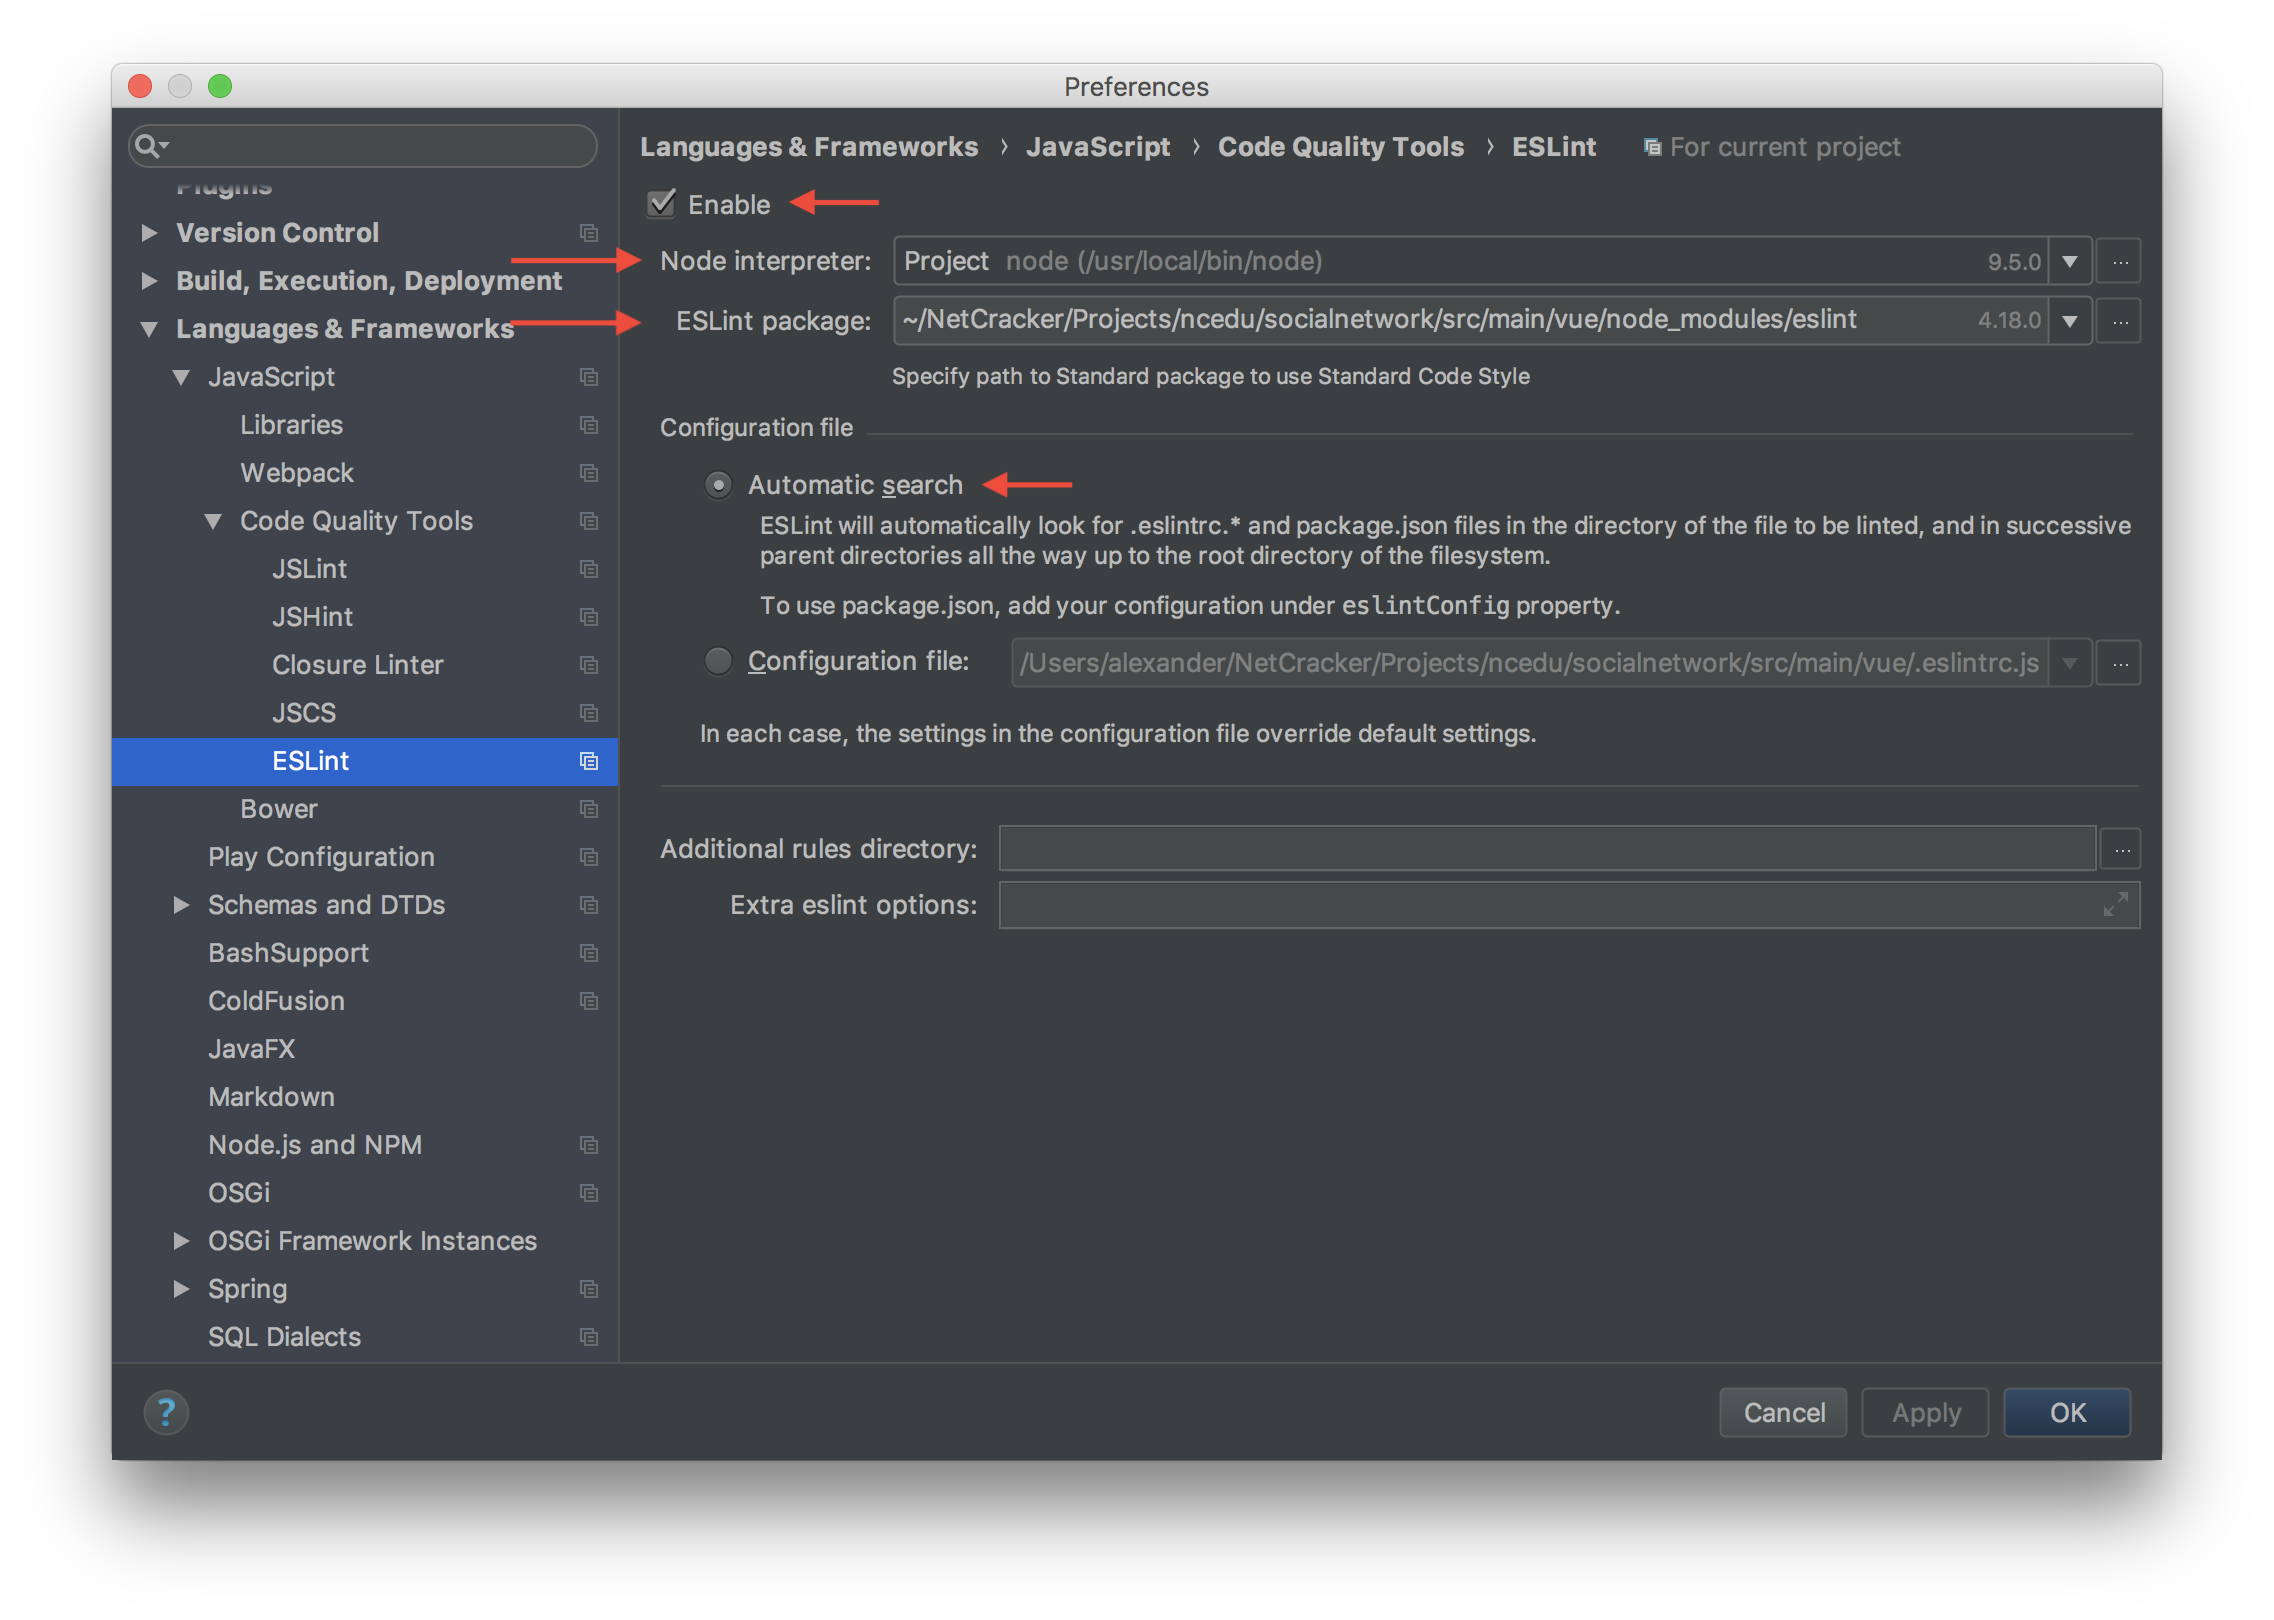 Preferences
Plugins
Version Control
Build, Execution, Deployment
Languages & Frameworks
JavaScript
Libraries
Webpack
Code Quality Tools
JSLint
JSHint
Closure Linter
JSCS
ESLint
Bower
Play Configuration
Schemas and DTDs
BashSupport
ColdFusion
JavaFX
Markdown
Node.js and NPM
OSGi
OSGi Framework Instances
Spring
SQL Dialects
Languages & Frameworks › JavaScript › Code Quality Tools › ESLint For current project
Enable
Node interpreter: Project node (/usr/local/bin/node) 9.5.0 ...
ESLint package: ~/NetCracker/Projects/ncedu/socialnetwork/src/main/vue/node_modules/eslint 4.18.0 ...
Specify path to Standard package to use Standard Code Style
Configuration file
Automatic search
ESLint will automatically look for .eslintrc.* and package.json files in the directory of the file to be linted, and in successive
parent directories all the way up to the root directory of the filesystem.
To use package.json, add your configuration under eslintConfig property.
Configuration file: /Users/alexander/NetCracker/Projects/ncedu/socialnetwork/src/main/vue/.eslintrc.js ...
In each case, the settings in the configuration file override default settings.
Additional rules directory: ...
Extra eslint options:
? Cancel Apply OK